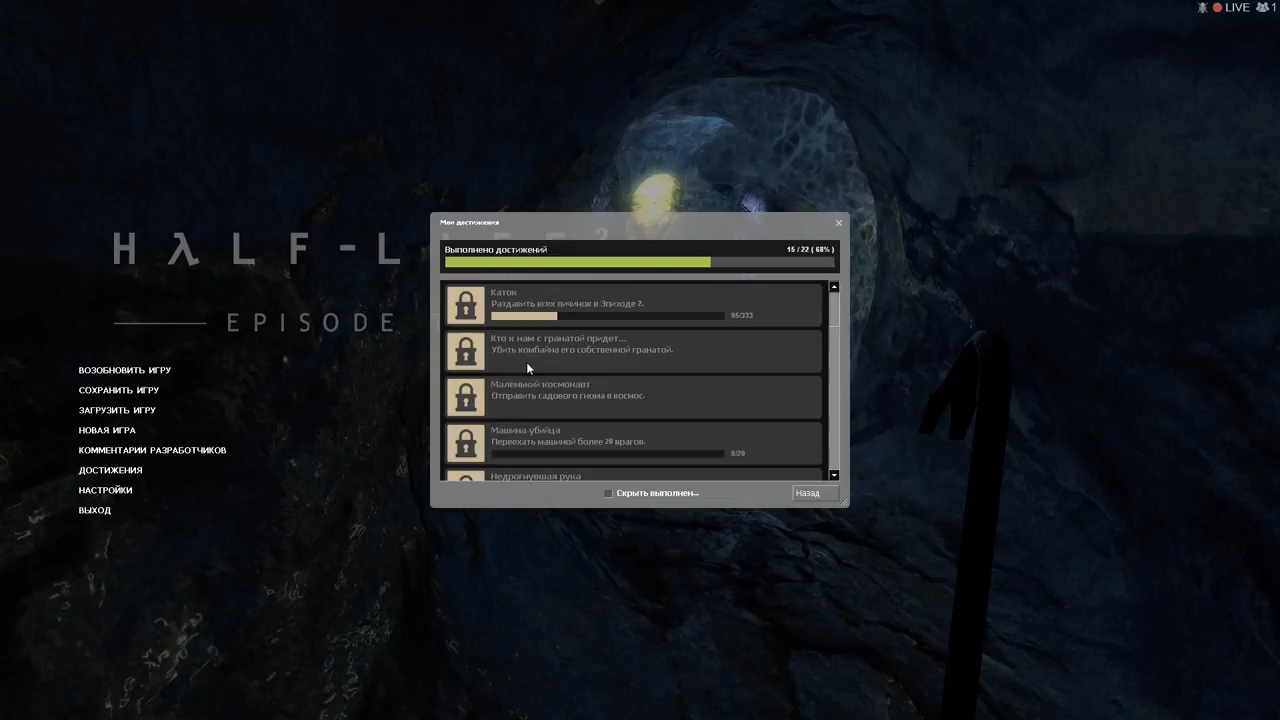 LIVE 1
HALF-L
2
EPISODE
ВОЗОБНОВИТЬ ИГРУ
СОХРАНИТЬ ИГРУ
ЗАГРУЗИТЬ ИГРУ
НОВАЯ ИГРА
КОММЕНТАРИИ РАЗРАБОТЧИКОВ
ДОСТИЖЕНИЯ
НАСТРОЙКИ
ВЫХОД
Мои достижения
Выполнено достижений 15 / 22 ( 68% )
Каток
Раздавить всех личинок в Эпизоде 2.
95/333
Кто к нам с гранатой придет...
Убить комбайна его собственной гранатой.
Маленький космонавт
Отправить садового гнома в космос.
Машина-убийца
Переехать машиной более 20 врагов.
0/20
Недрогнувшая рука
Скрыть выполнен...
Назад